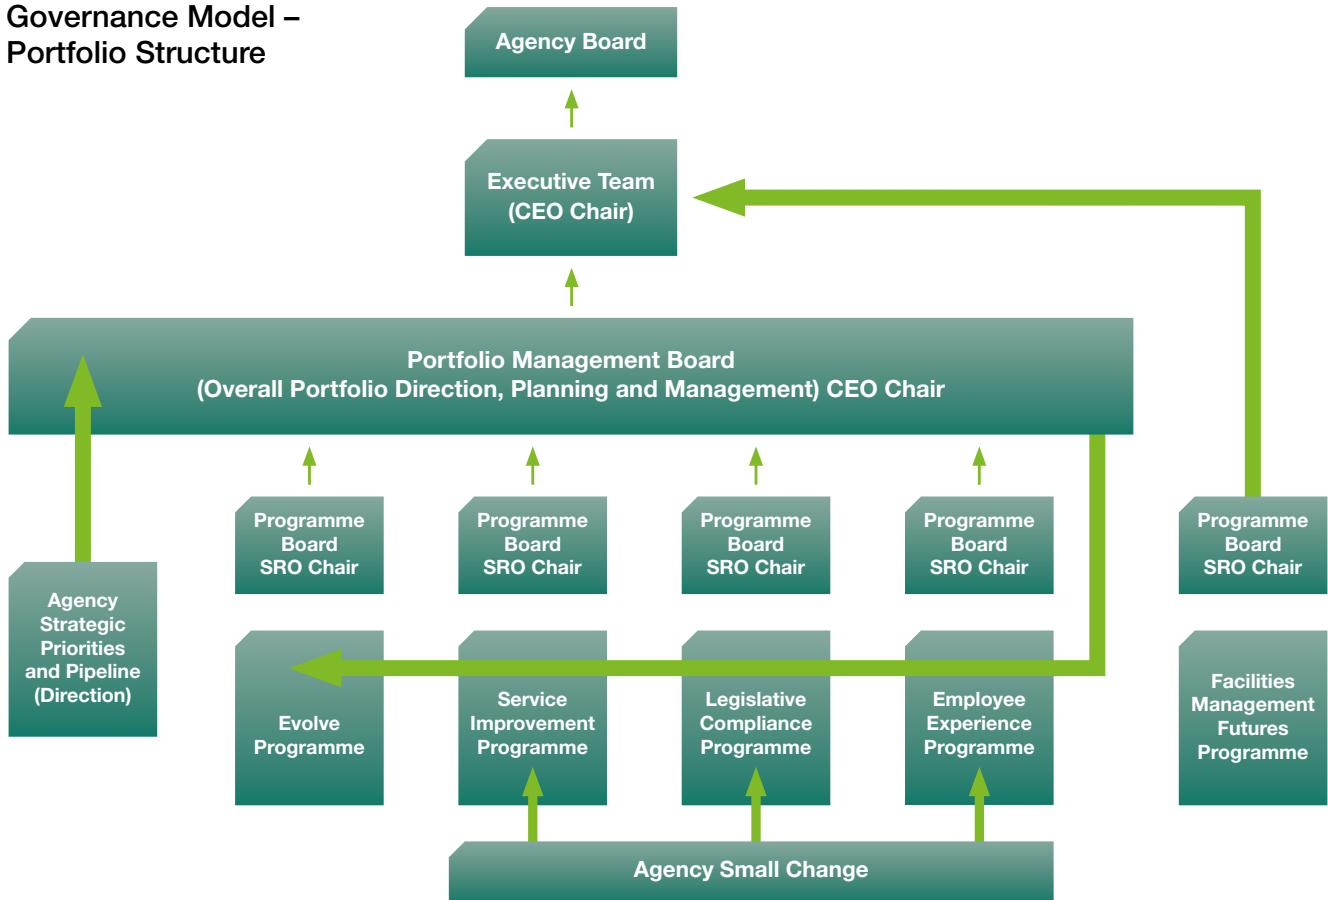 Governance Model –
Portfolio Structure
Agency Board
Executive Team
(CEO Chair)
Portfolio Management Board
(Overall Portfolio Direction, Planning and Management) CEO Chair
Programme
Board
SRO Chair
Programme
Board
SRO Chair
Programme
Board
SRO Chair
Programme
Board
SRO Chair
Programme
Board
SRO Chair
Agency
Strategic
Priorities
and Pipeline
(Direction)
Evolve
Programme
Service
Improvement
Programme
Legislative
Compliance
Programme
Employee
Experience
Programme
Facilities
Management
Futures
Programme
Agency Small Change